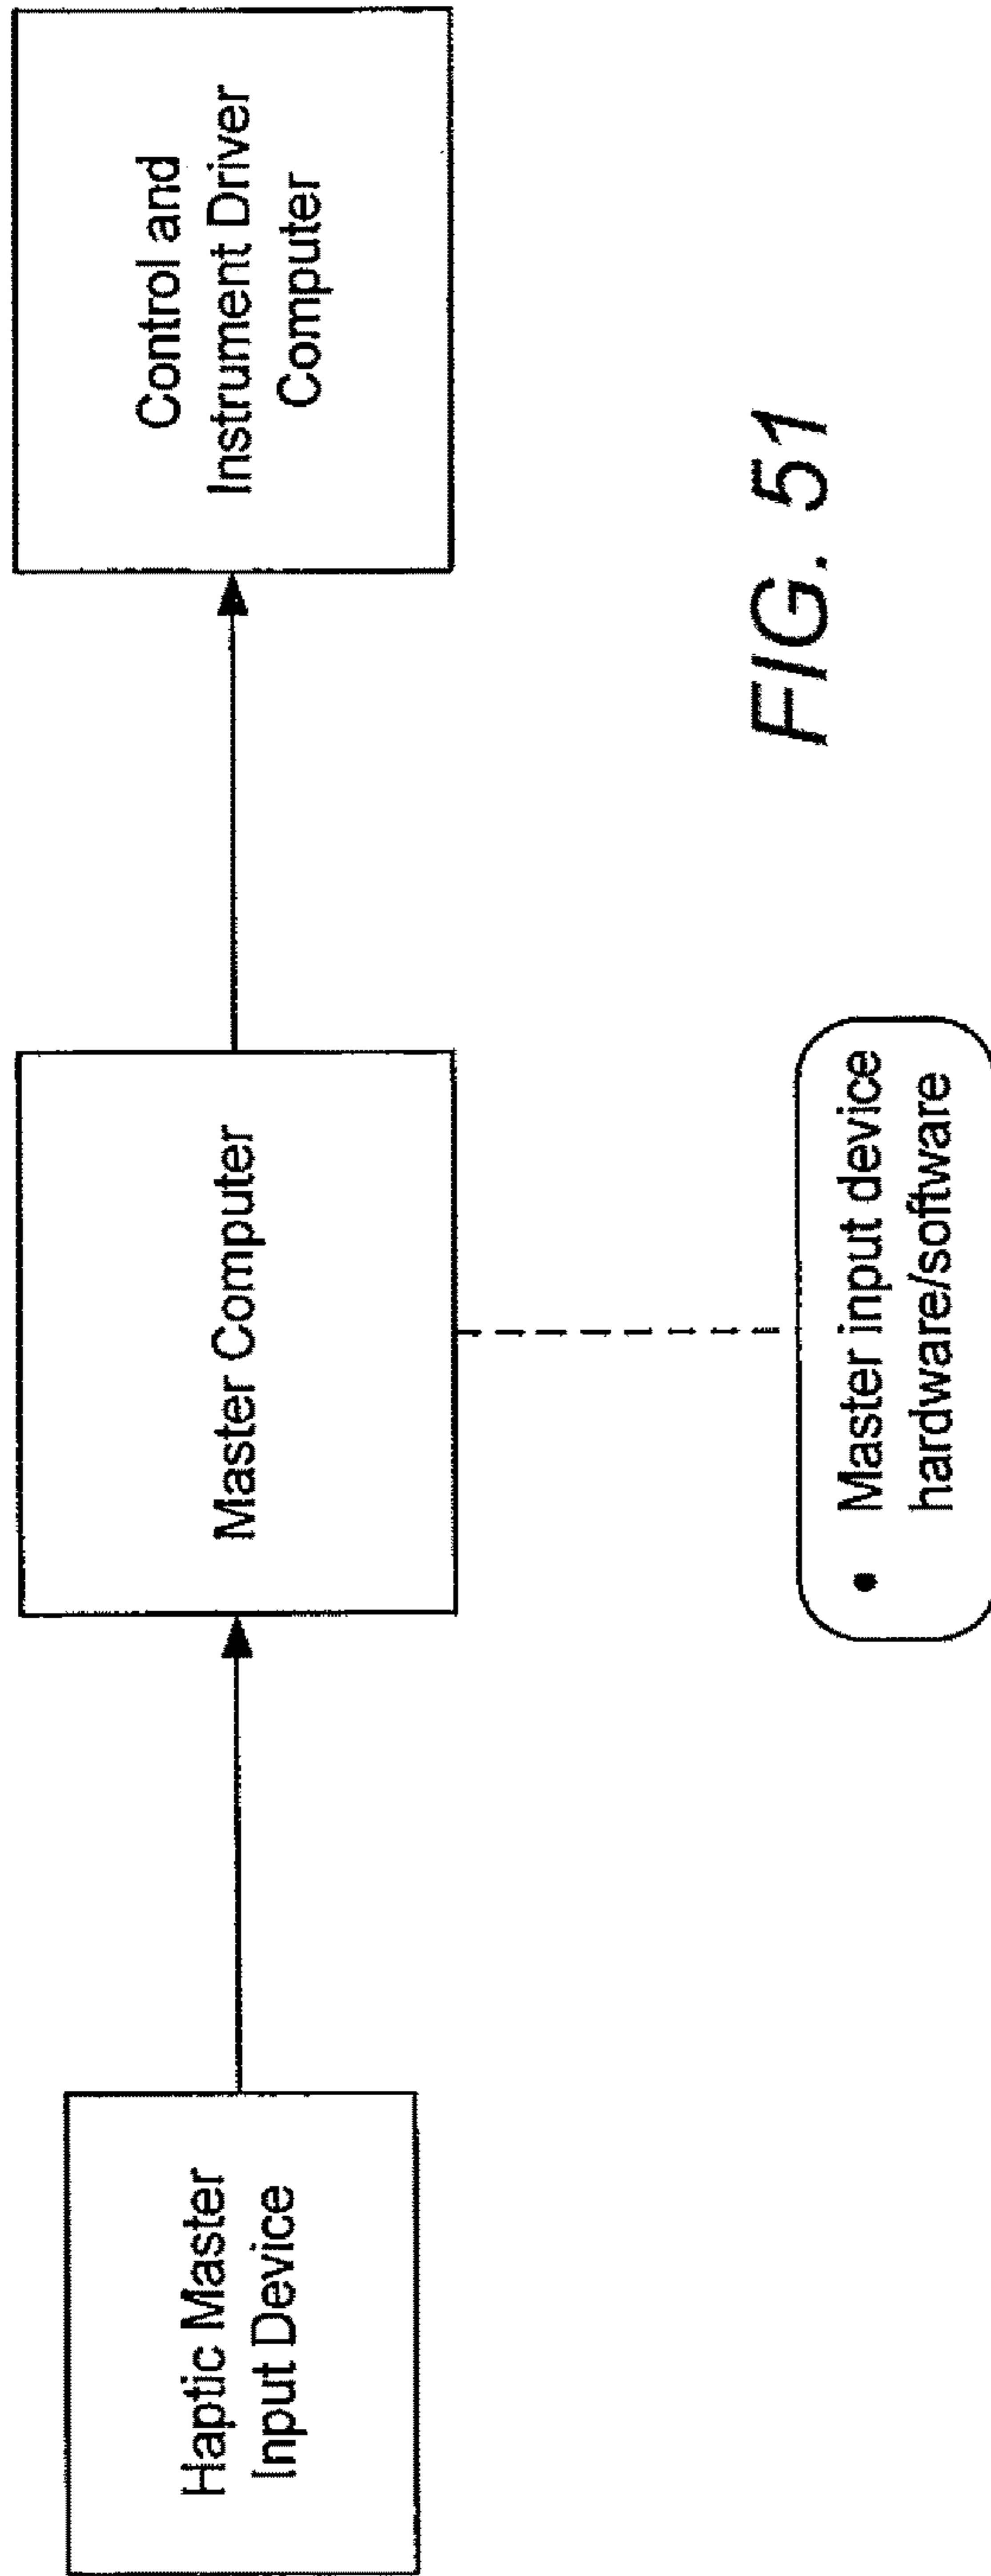 Haptic Master
Input Device
Master Computer
Control and
Instrument Driver
Computer
• Master input device
hardware/software
FIG. 51